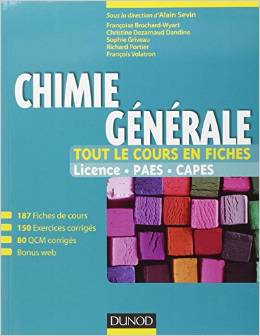 Sous la direction d'Alain Sevin
Françoise Brochard-Wyart
Christine Dezarnaud Dandine
Sophie Griveau
Richard Portier
François Volatron
CHIMIE
GÉNÉRALE
TOUT LE COURS EN FICHES
Licence • PAES • CAPES
187 Fiches de cours
150 Exercices corrigés
80 QCM corrigés
Bonus web
DUNOD